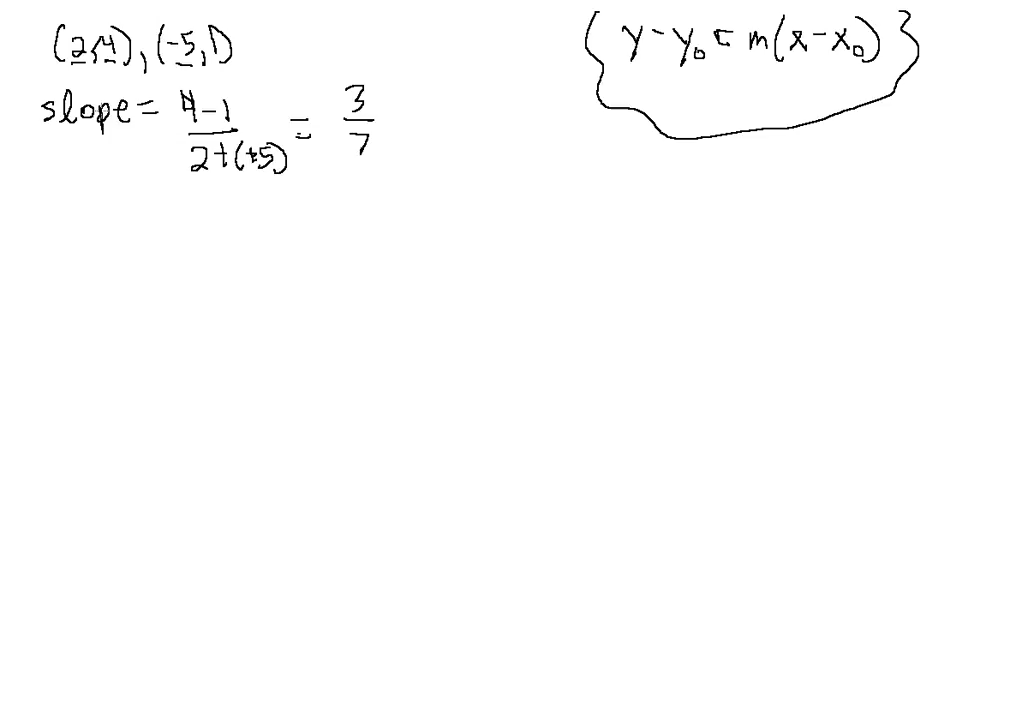 (2,4), (-5,1)
slope = 4-1/2+(+5) = 3/7
y - y₀ = m(x - x₀)